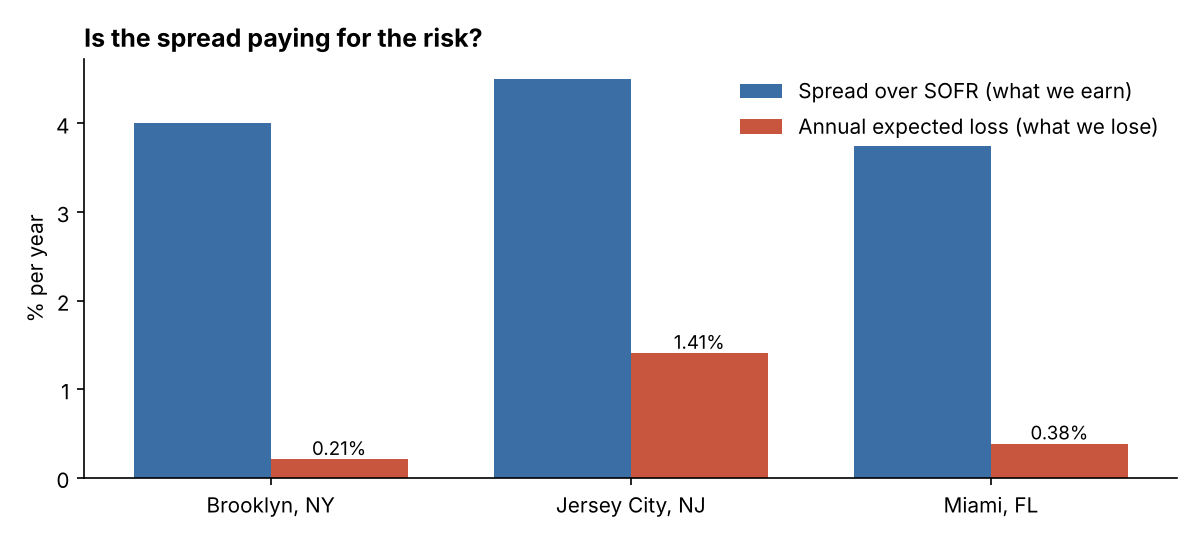 Is the spread paying for the risk?
Spread over SOFR (what we earn)
Annual expected loss (what we lose)
% per year
4
3
2
1
0
1.41%
0.21%
0.38%
Brooklyn, NY
Jersey City, NJ
Miami, FL